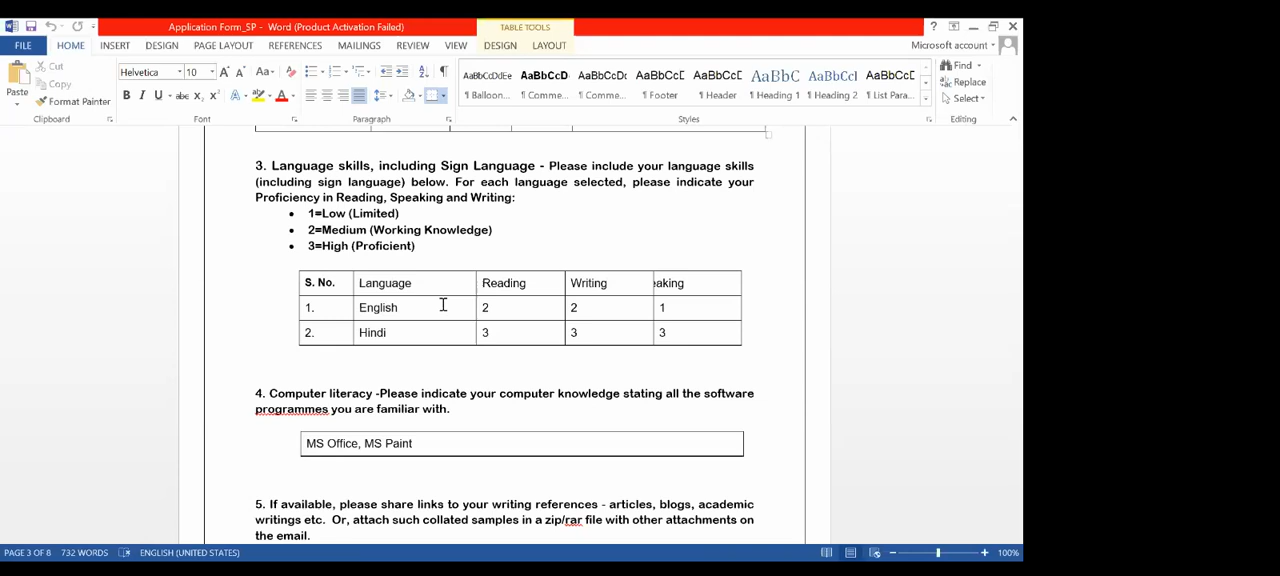 Application Form_SP - Word (Product Activation Failed)
TABLE TOOLS
FILE HOME INSERT DESIGN PAGE LAYOUT REFERENCES MAILINGS REVIEW VIEW DESIGN LAYOUT
Microsoft account
Paste
Cut
Copy
Format Painter
Clipboard
Helvetica 10
Font
Paragraph
AaBbCcDdEe AaBbCcD AaBbCcD AaBbCcD AaBbCcD AaBbC AaBbCcI AaBbCcD
¶ Balloon... ¶ Comme... ¶ Comme... ¶ Footer ¶ Header ¶ Heading 1 ¶ Heading 2 ¶ List Para...
Styles
Find
Replace
Select
Editing
3. Language skills, including Sign Language - Please include your language skills
(including sign language) below. For each language selected, please indicate your
Proficiency in Reading, Speaking and Writing:
• 1=Low (Limited)
• 2=Medium (Working Knowledge)
• 3=High (Proficient)
S. No. Language Reading Writing eaking
1. English 2 2 1
2. Hindi 3 3 3
4. Computer literacy -Please indicate your computer knowledge stating all the software
programmes you are familiar with.
MS Office, MS Paint
5. If available, please share links to your writing references - articles, blogs, academic
writings etc. Or, attach such collated samples in a zip/rar file with other attachments on
the email.
PAGE 3 OF 8 732 WORDS ENGLISH (UNITED STATES) 100%